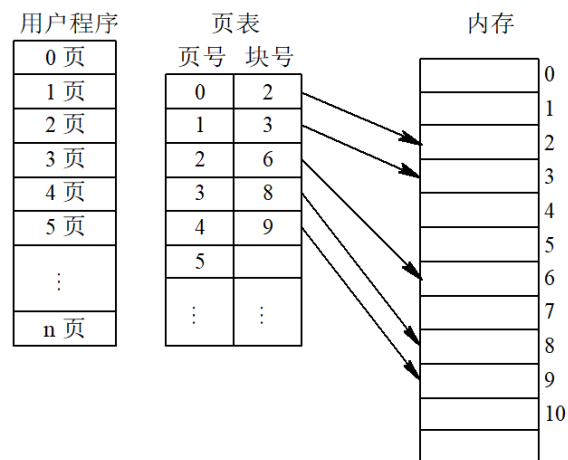 用户程序
0 页
1 页
2 页
3 页
4 页
5 页
⋮
n 页
页表
页号 块号
0 2
1 3
2 6
3 8
4 9
5
⋮ ⋮
内存
0
1
2
3
4
5
6
7
8
9
10